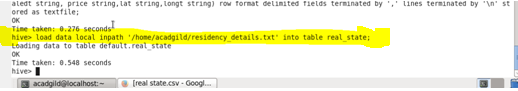 aledt string, price string,lat string,longt string) row format delimited fields terminated by ',' lines terminated by '\n' st
ored as textfile;
OK
Time taken: 0.276 seconds
hive> load data local inpath '/home/acadgild/residency_details.txt' into table real_state;
Loading data to table default.real_state
OK
Time taken: 0.548 seconds
hive>
acadgild@localhost:~
[real state.csv - Googl...